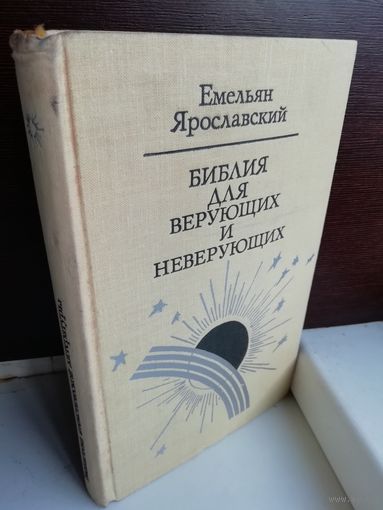 Емельян
Ярославский
БИБЛИЯ
ДЛЯ
ВЕРУЮЩИХ
И
НЕВЕРУЮЩИХ